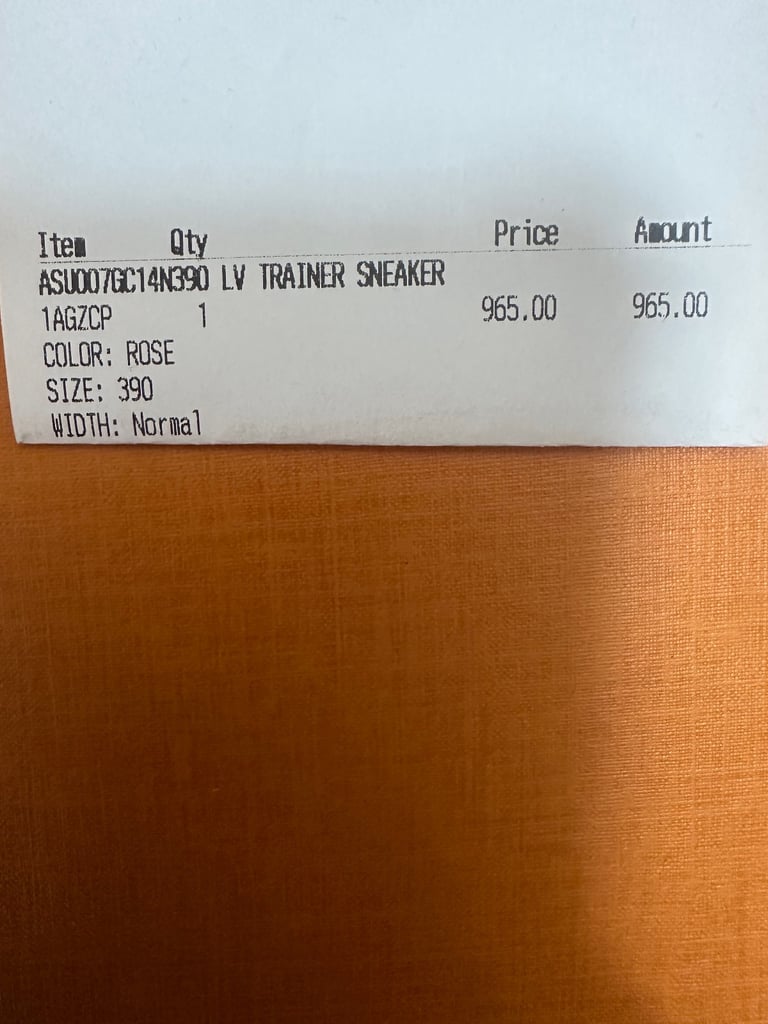 Item Qty Price Amount
ASU007GC14N390 LV TRAINER SNEAKER
1AGZCP 1 965.00 965.00
COLOR: ROSE
SIZE: 390
WIDTH: Normal